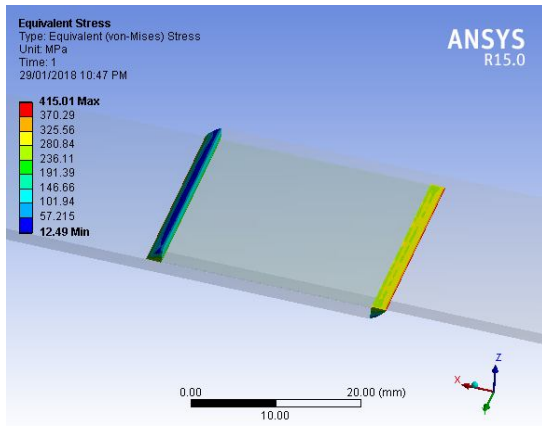 Equivalent Stress
Type: Equivalent (von-Mises) Stress
Unit: MPa
Time: 1
29/01/2018 10:47 PM
ANSYS
R15.0
415.01 Max
370.29
325.56
280.84
236.11
191.39
146.66
101.94
57.215
12.49 Min
0.00
20.00 (mm)
10.00
X
Z